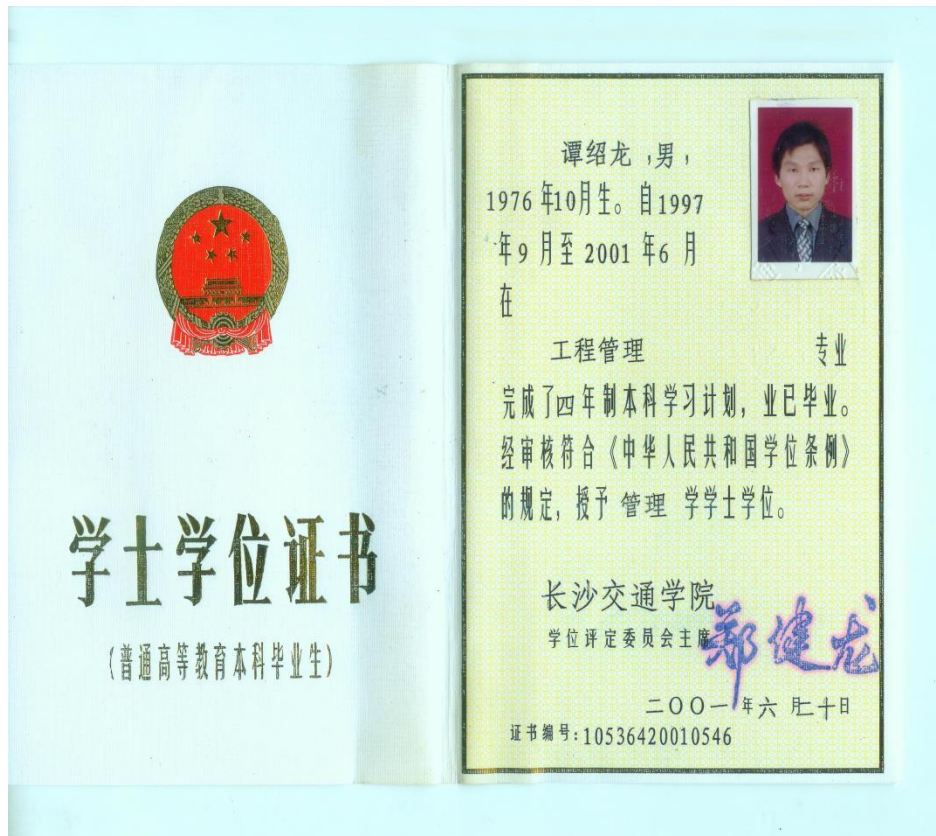 学士学位证书
(普通高等教育本科毕业生)
谭绍龙 ,男,
1976年10月生。自1997
年9月至2001年6月
在
工程管理 专业
完成了四年制本科学习计划,业已毕业。
经审核符合《中华人民共和国学位条例》
的规定,授予 管理 学学士学位。
长沙交通学院
学位评定委员会主席 郑健龙
二〇〇一年六月二十日
证书编号:10536420010546